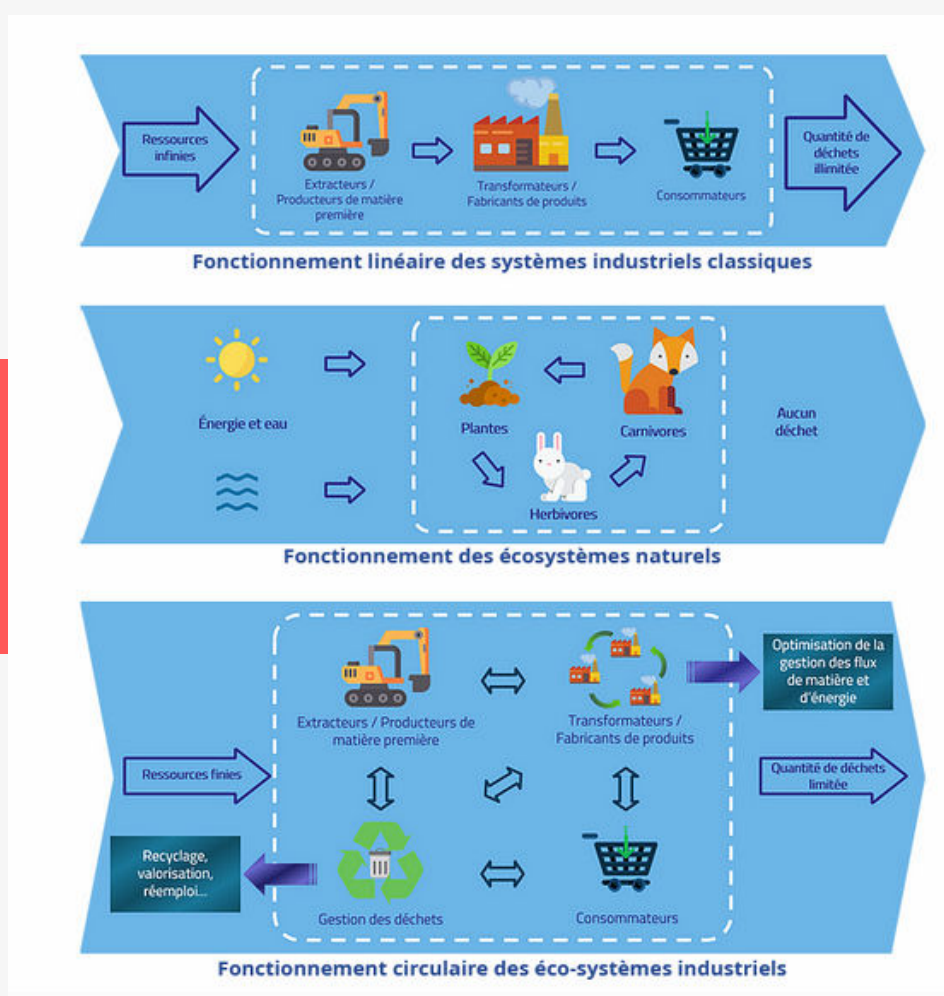 Ressources
infinies
Extracteurs /
Producteurs de matière
première
Transformateurs /
Fabricants de produits
Consommateurs
Quantité de
déchets
illimitée
Fonctionnement linéaire des systèmes industriels classiques
Énergie et eau
Plantes
Carnivores
Herbivores
Aucun
déchet
Fonctionnement des écosystèmes naturels
Extracteurs / Producteurs de
matière première
Transformateurs /
Fabricants de produits
Optimisation de la
gestion des flux
de matière et
d'énergie
Ressources finies
Quantité de déchets
limitée
Recyclage,
valorisation,
réemploi...
Gestion des déchets
Consommateurs
Fonctionnement circulaire des éco-systèmes industriels